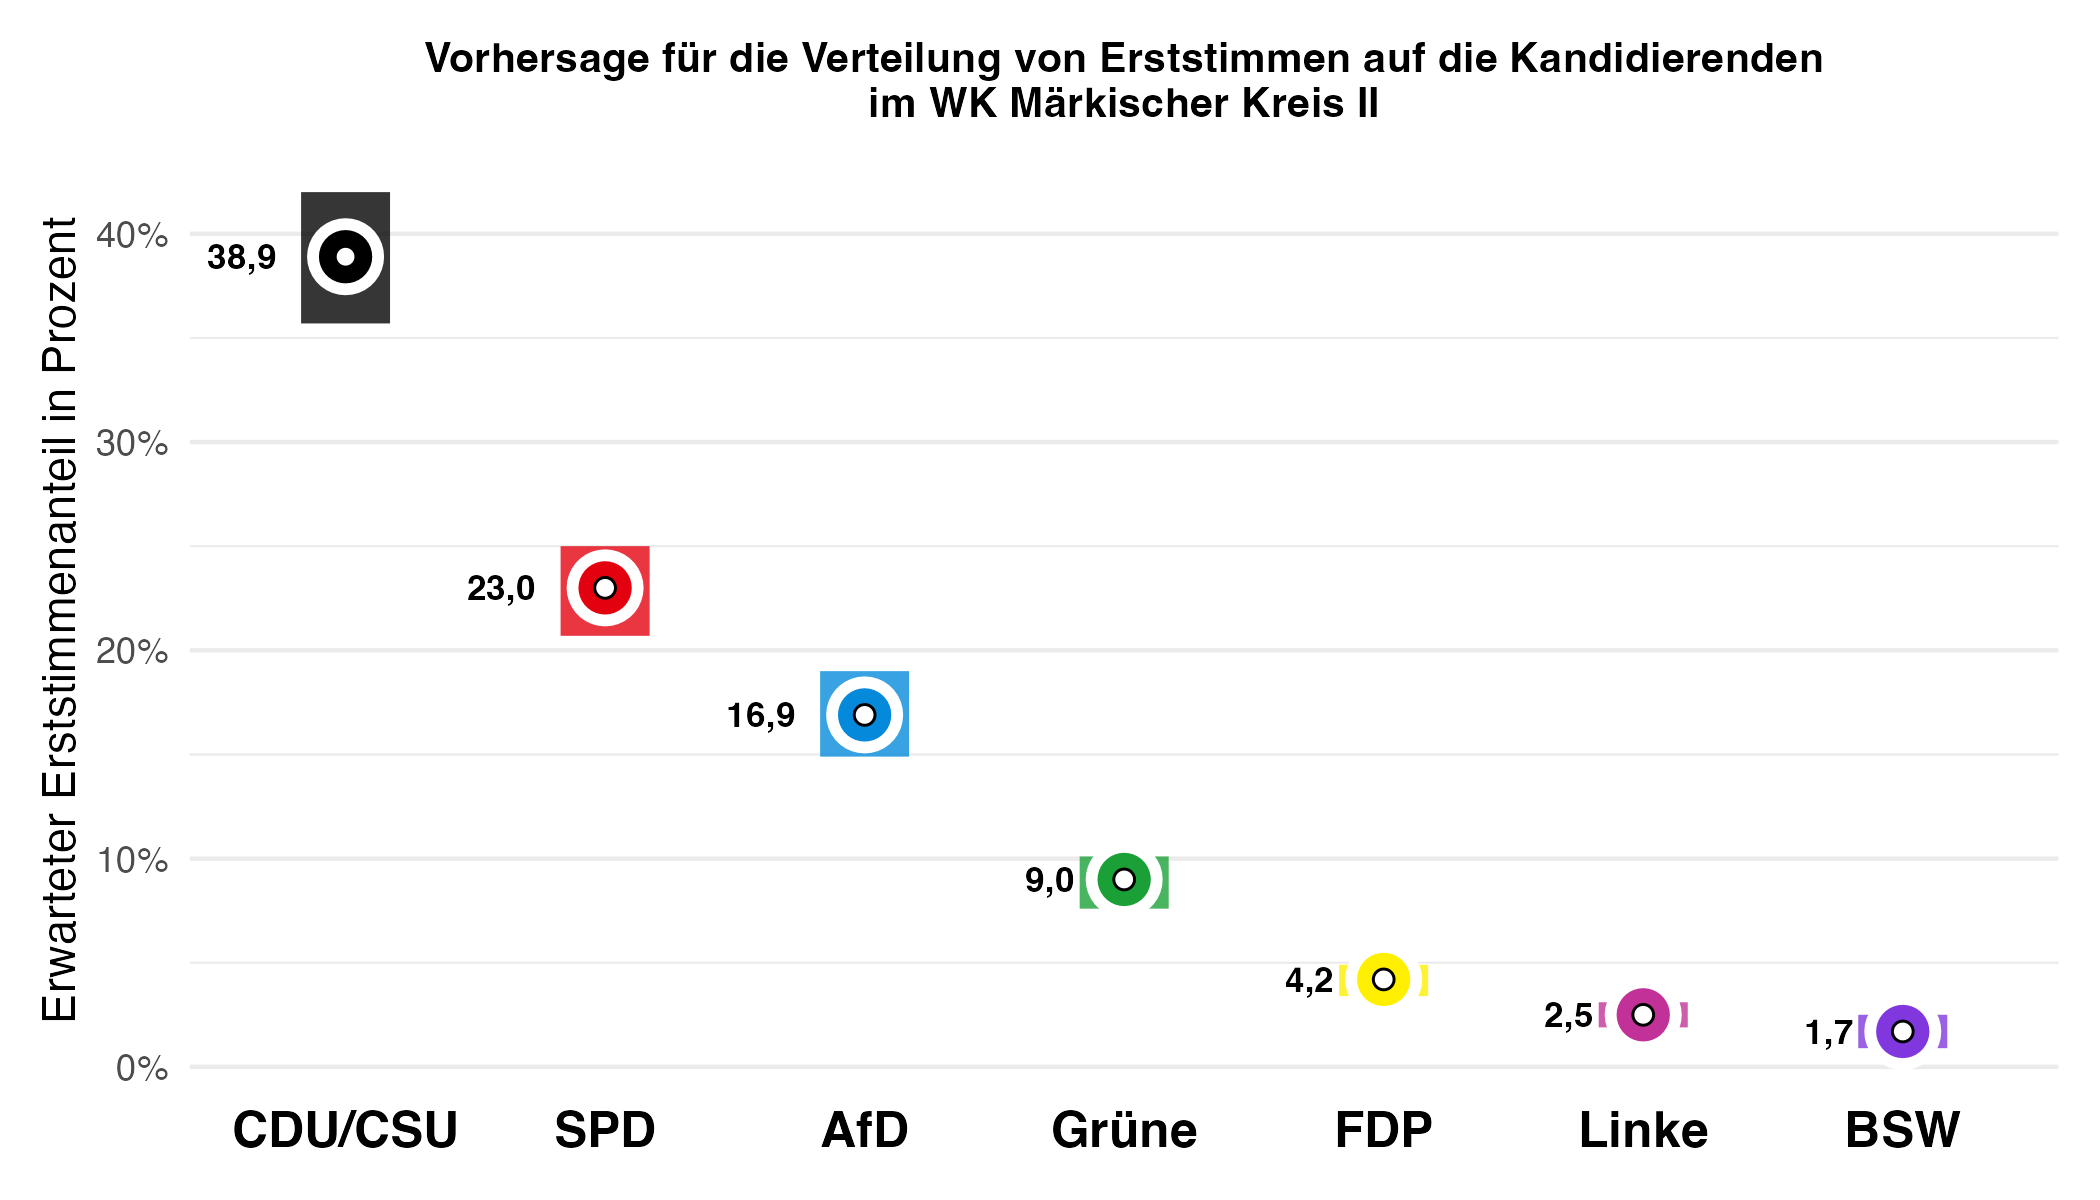 Vorhersage für die Verteilung von Erststimmen auf die Kandidierenden
im WK Märkischer Kreis II
Erwarteter Erststimmenanteil in Prozent
40%
30%
20%
10%
0%
38,9
23,0
16,9
9,0
4,2
2,5
1,7
CDU/CSU
SPD
AfD
Grüne
FDP
Linke
BSW